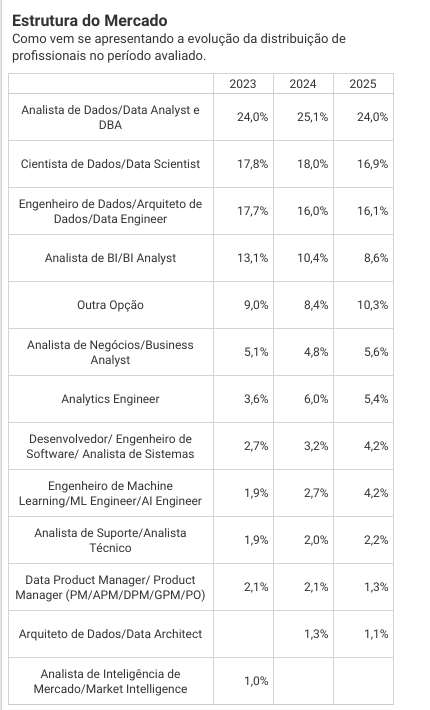 Estrutura do Mercado
Como vem se apresentando a evolução da distribuição de
profissionais no período avaliado.
2023 2024 2025
Analista de Dados/Data Analyst e
DBA
24,0% 25,1% 24,0%
Cientista de Dados/Data Scientist 17,8% 18,0% 16,9%
Engenheiro de Dados/Arquiteto de
Dados/Data Engineer
17,7% 16,0% 16,1%
Analista de BI/BI Analyst 13,1% 10,4% 8,6%
Outra Opção 9,0% 8,4% 10,3%
Analista de Negócios/Business
Analyst
5,1% 4,8% 5,6%
Analytics Engineer 3,6% 6,0% 5,4%
Desenvolvedor/ Engenheiro de
Software/ Analista de Sistemas
2,7% 3,2% 4,2%
Engenheiro de Machine
Learning/ML Engineer/AI Engineer
1,9% 2,7% 4,2%
Analista de Suporte/Analista
Técnico
1,9% 2,0% 2,2%
Data Product Manager/ Product
Manager (PM/APM/DPM/GPM/PO)
2,1% 2,1% 1,3%
Arquiteto de Dados/Data Architect 1,3% 1,1%
Analista de Inteligência de
Mercado/Market Intelligence
1,0%